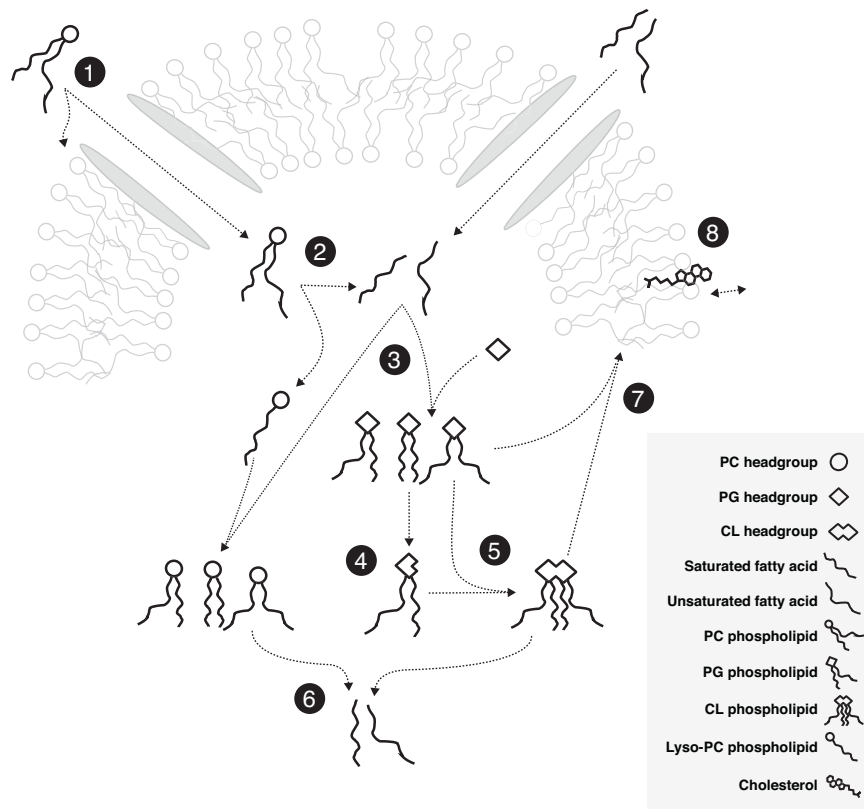 1
2
8
3
7
4
5
6
PC headgroup
PG headgroup
CL headgroup
Saturated fatty acid
Unsaturated fatty acid
PC phospholipid
PG phospholipid
CL phospholipid
Lyso-PC phospholipid
Cholesterol